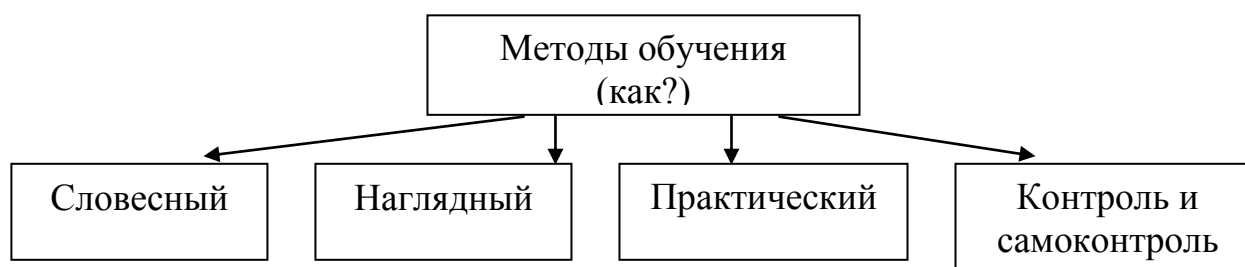 Методы обучения
(как?)
Словесный
Наглядный
Практический
Контроль и
самоконтроль